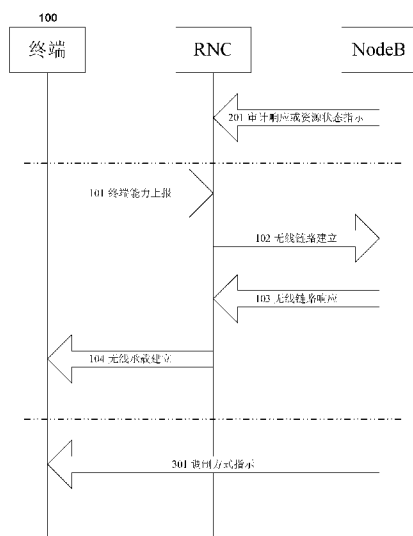 100
终端
RNC
NodeB
201 审计响应或资源状态指示
101 终端能力上报
102 无线链路建立
103 无线链路响应
104 无线承载建立
301 调制方式指示